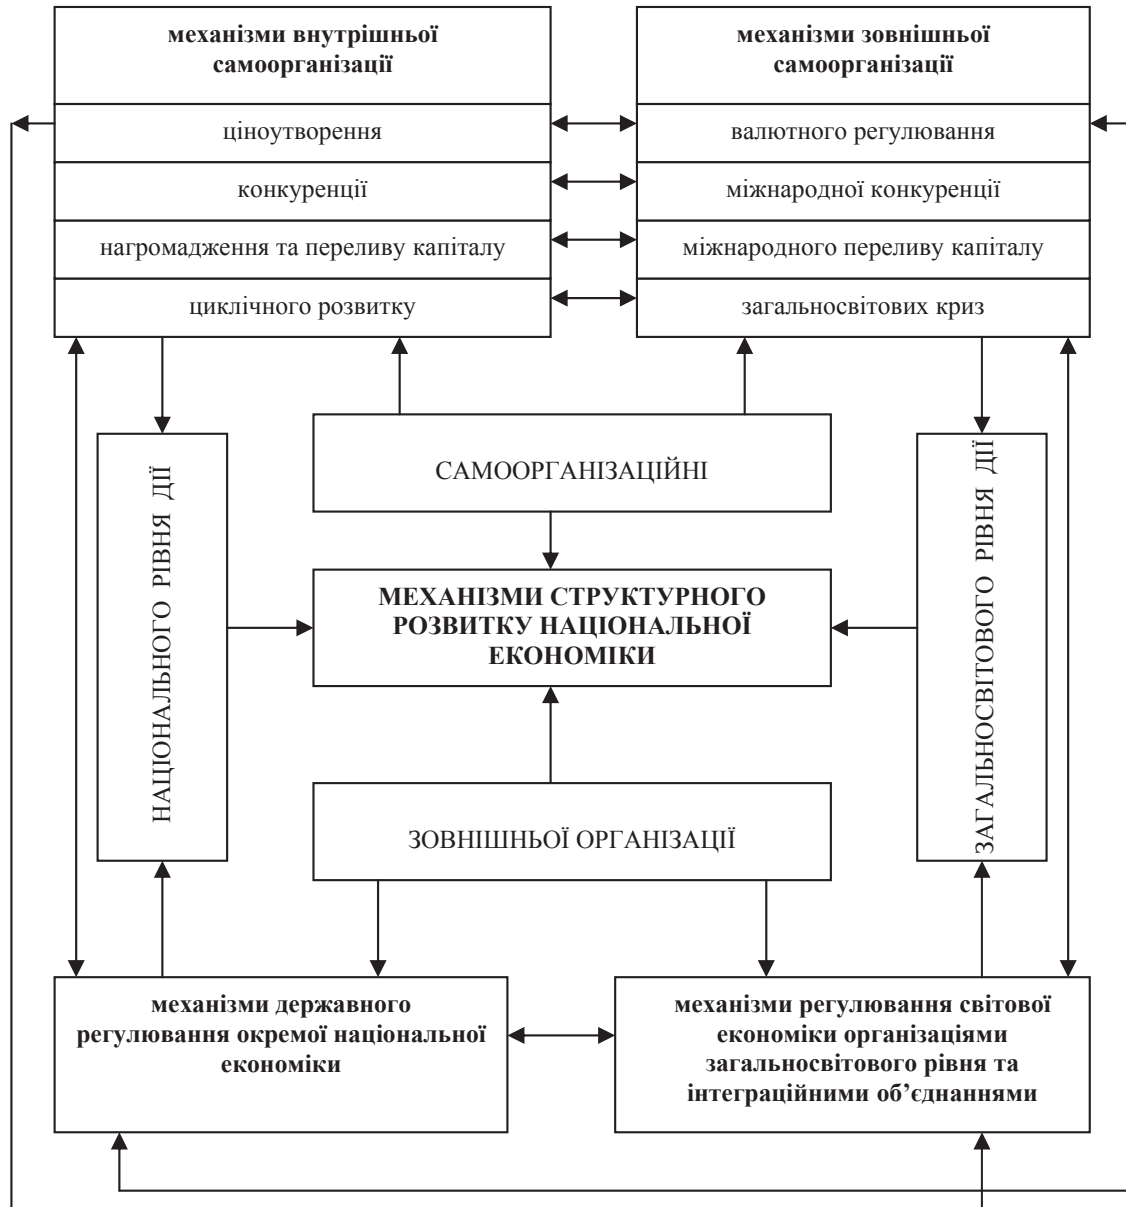 механізми внутрішньої
самоорганізації
ціноутворення
конкуренції
нагромадження та переливу капіталу
циклічного розвитку
механізми зовнішньої
самоорганізації
валютного регулювання
міжнародної конкуренції
міжнародного переливу капіталу
загальносвітових криз
НАЦІОНАЛЬНОГО РІВНЯ ДІЇ
САМООРГАНІЗАЦІЙНІ
МЕХАНІЗМИ СТРУКТУРНОГО
РОЗВИТКУ НАЦІОНАЛЬНОЇ
ЕКОНОМІКИ
ЗОВНІШНЬОЇ ОРГАНІЗАЦІЇ
ЗАГАЛЬНОСВІТОВОГО РІВНЯ ДІЇ
механізми державного
регулювання окремої національної
економіки
механізми регулювання світової
економіки організаціями
загальносвітового рівня та
інтеграційними об’єднаннями